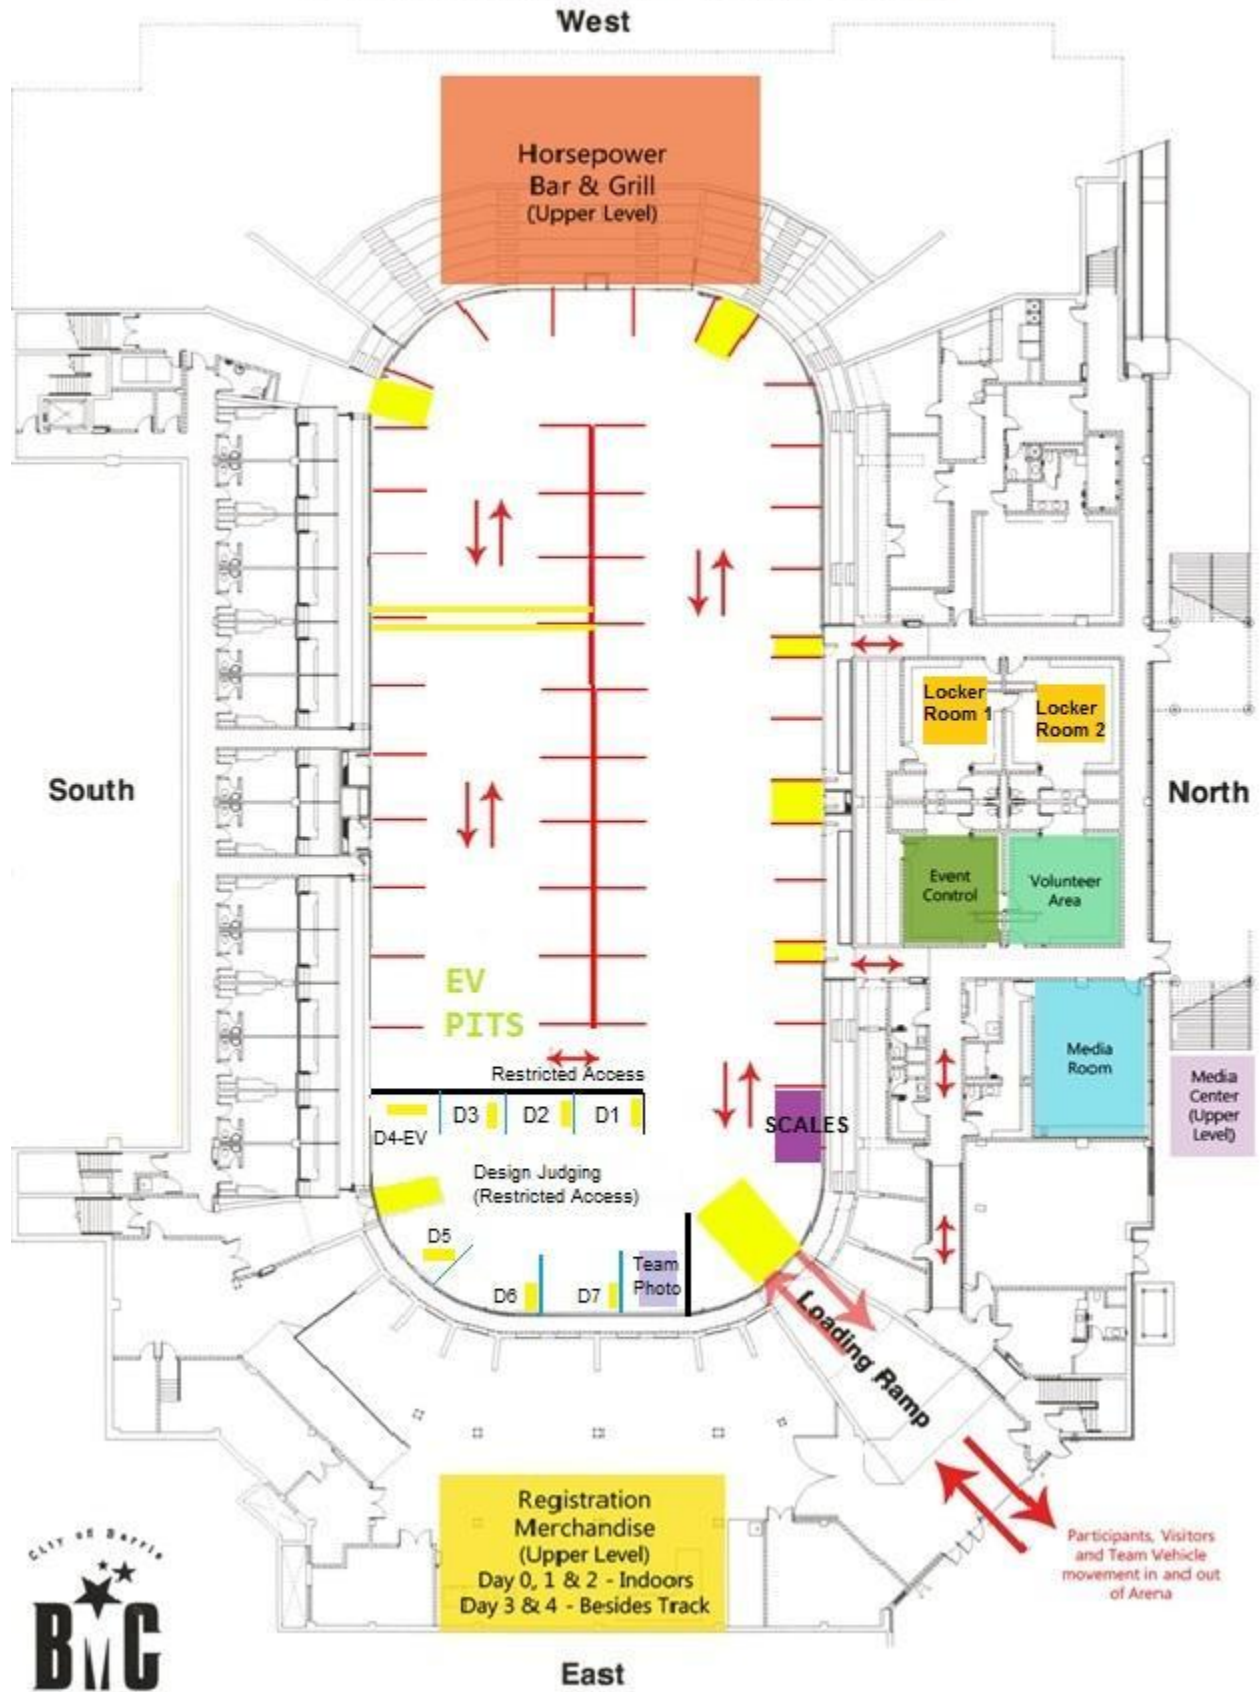 West
Horsepower
Bar & Grill
(Upper Level)
Locker
Room 1
Locker
Room 2
South
North
Event
Control
Volunteer
Area
EV
PITS
Media
Room
Media
Center
(Upper
Level)
Restricted Access
D3
D2
D1
D4-EV
SCALES
Design Judging
(Restricted Access)
D5
Team
Photo
D6
D7
Loading Ramp
Registration
Merchandise
(Upper Level)
Day 0, 1 & 2 - Indoors
Day 3 & 4 - Besides Track
Participants, Visitors
and Team Vehicle
movement in and out
of Arena
City of Barrie
BMC
East